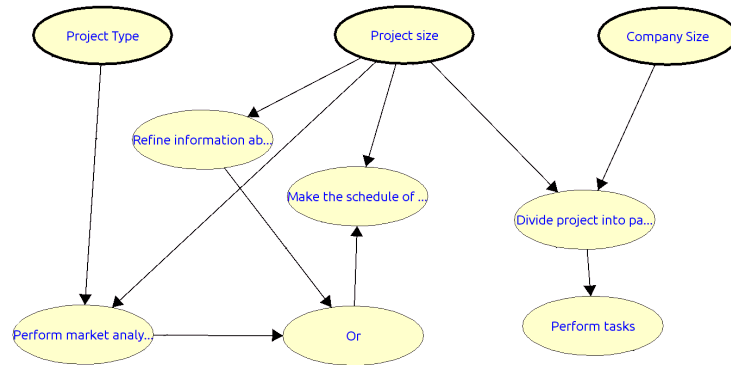 Project Type
Project size
Company Size
Refine information ab...
Make the schedule of ...
Divide project into pa...
Perform market analy...
Or
Perform tasks